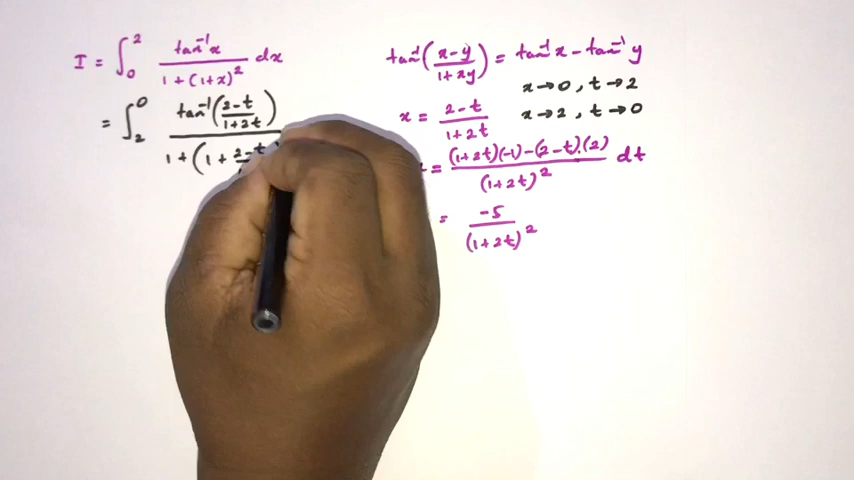 I = ∫₀² tan⁻¹x / 1+(1+x)² dx
= ∫₂⁰ tan⁻¹(2-t / 1+2t) / 1+(1+ 2-t
tan⁻¹(x-y / 1+xy) = tan⁻¹x - tan⁻¹y
x→0, t→2
x = 2-t / 1+2t
x→2, t→0
= (1+2t)(-1)-(2-t).(2) / (1+2t)² dt
= -5 / (1+2t)²